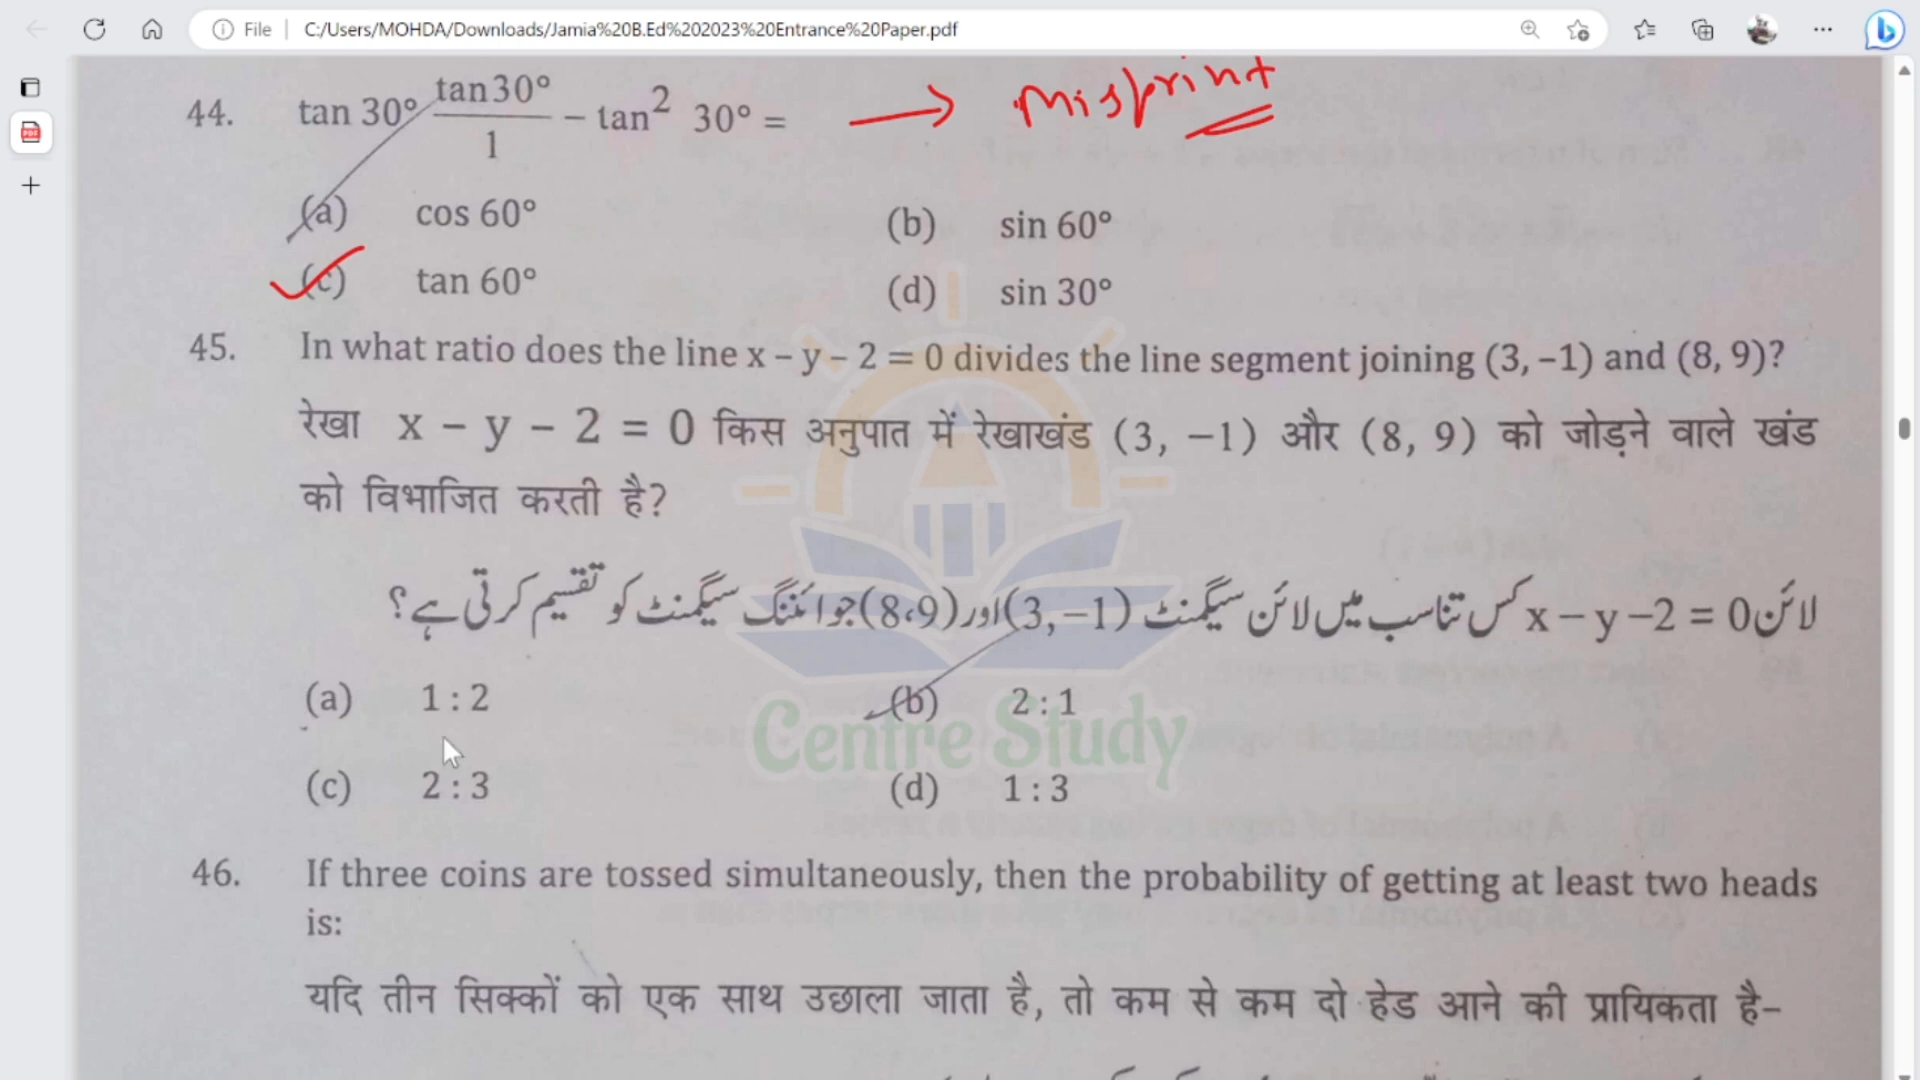 File C:/Users/MOHDA/Downloads/Jamia%20B.Ed%202023%20Entrance%20Paper.pdf
44. tan 30° tan30°/1 − tan² 30° = → Misprint
(a) cos 60° (b) sin 60°
(c) tan 60° (d) sin 30°
45. In what ratio does the line x – y – 2 = 0 divides the line segment joining (3, –1) and (8, 9)?
रेखा x – y – 2 = 0 किस अनुपात में रेखाखंड (3, –1) और (8, 9) को जोड़ने वाले खंड
को विभाजित करती है?
لائن x – y –2 = 0 کس تناسب میں لائن سیگمنٹ (3,–1) اور (8،9) جوائننگ سیگمنٹ کو تقسیم کرتی ہے؟
(a) 1 : 2 (b) 2 : 1
Centre Study
(c) 2 : 3 (d) 1 : 3
46. If three coins are tossed simultaneously, then the probability of getting at least two heads
is:
यदि तीन सिक्कों को एक साथ उछाला जाता है, तो कम से कम दो हेड आने की प्रायिकता है–